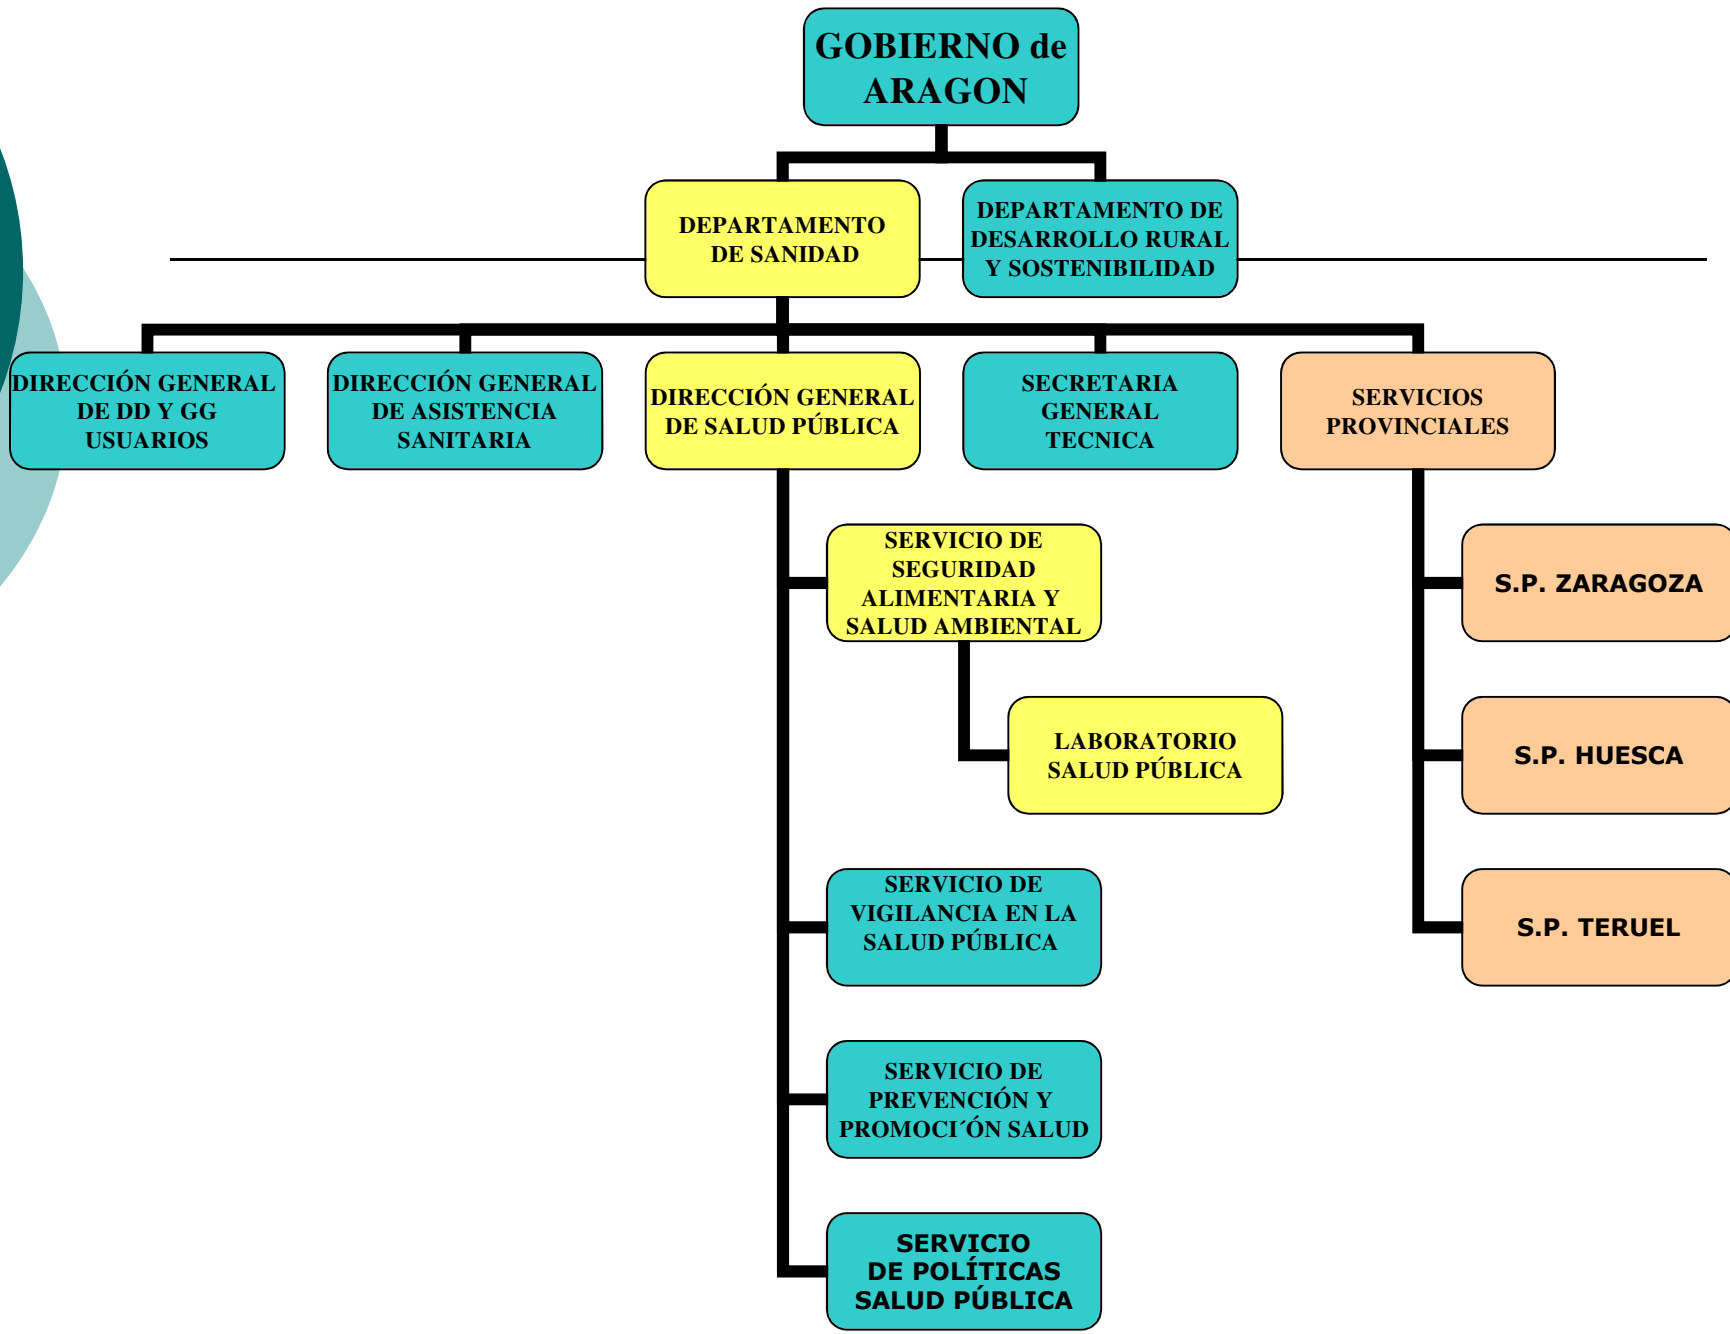 GOBIERNO de
ARAGON
DEPARTAMENTO
DE SANIDAD
DEPARTAMENTO DE
DESARROLLO RURAL
Y SOSTENIBILIDAD
DIRECCIÓN GENERAL
DE DD Y GG
USUARIOS
DIRECCIÓN GENERAL
DE ASISTENCIA
SANITARIA
DIRECCIÓN GENERAL
DE SALUD PÚBLICA
SECRETARIA
GENERAL
TECNICA
SERVICIOS
PROVINCIALES
SERVICIO DE
SEGURIDAD
ALIMENTARIA Y
SALUD AMBIENTAL
S.P. ZARAGOZA
LABORATORIO
SALUD PÚBLICA
S.P. HUESCA
SERVICIO DE
VIGILANCIA EN LA
SALUD PÚBLICA
S.P. TERUEL
SERVICIO DE
PREVENCIÓN Y
PROMOCI´ÓN SALUD
SERVICIO
DE POLÍTICAS
SALUD PÚBLICA